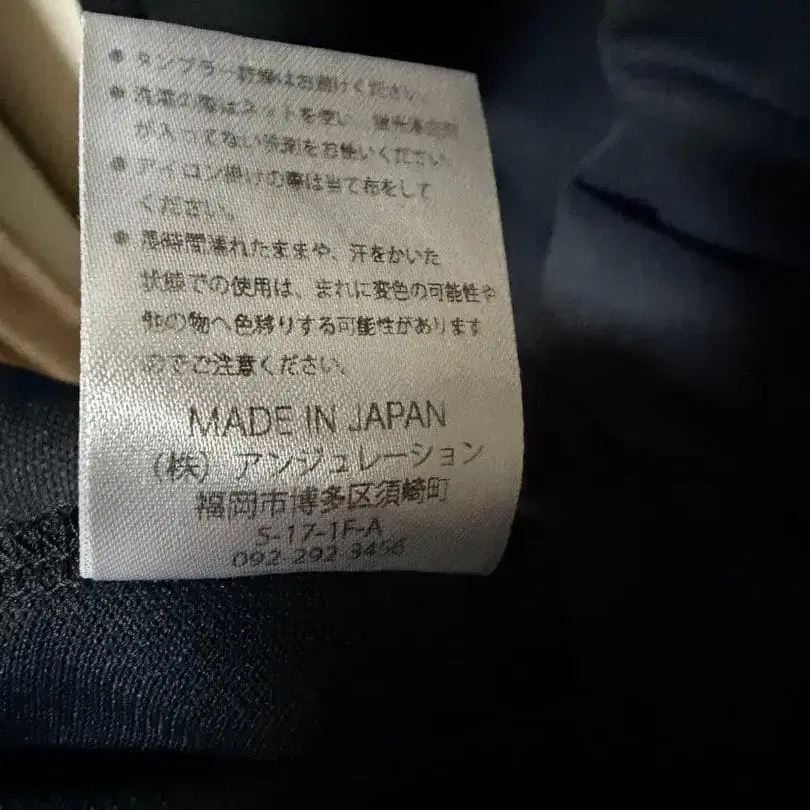 ● タンブラー乾燥はお避けください。
● 洗濯の際はネットを使い、蛍光増白剤
が入ってない洗剤をお使いください。
● アイロン掛けの際は当て布をして
ください。
● 長時間濡れたままや、汗をかいた
状態での使用は、まれに変色の可能性や
他の物へ色移りする可能性があります
のでご注意ください。
MADE IN JAPAN
(株) アンジュレーション
福岡市博多区須崎町
5-17-1F-A
092-292-3456